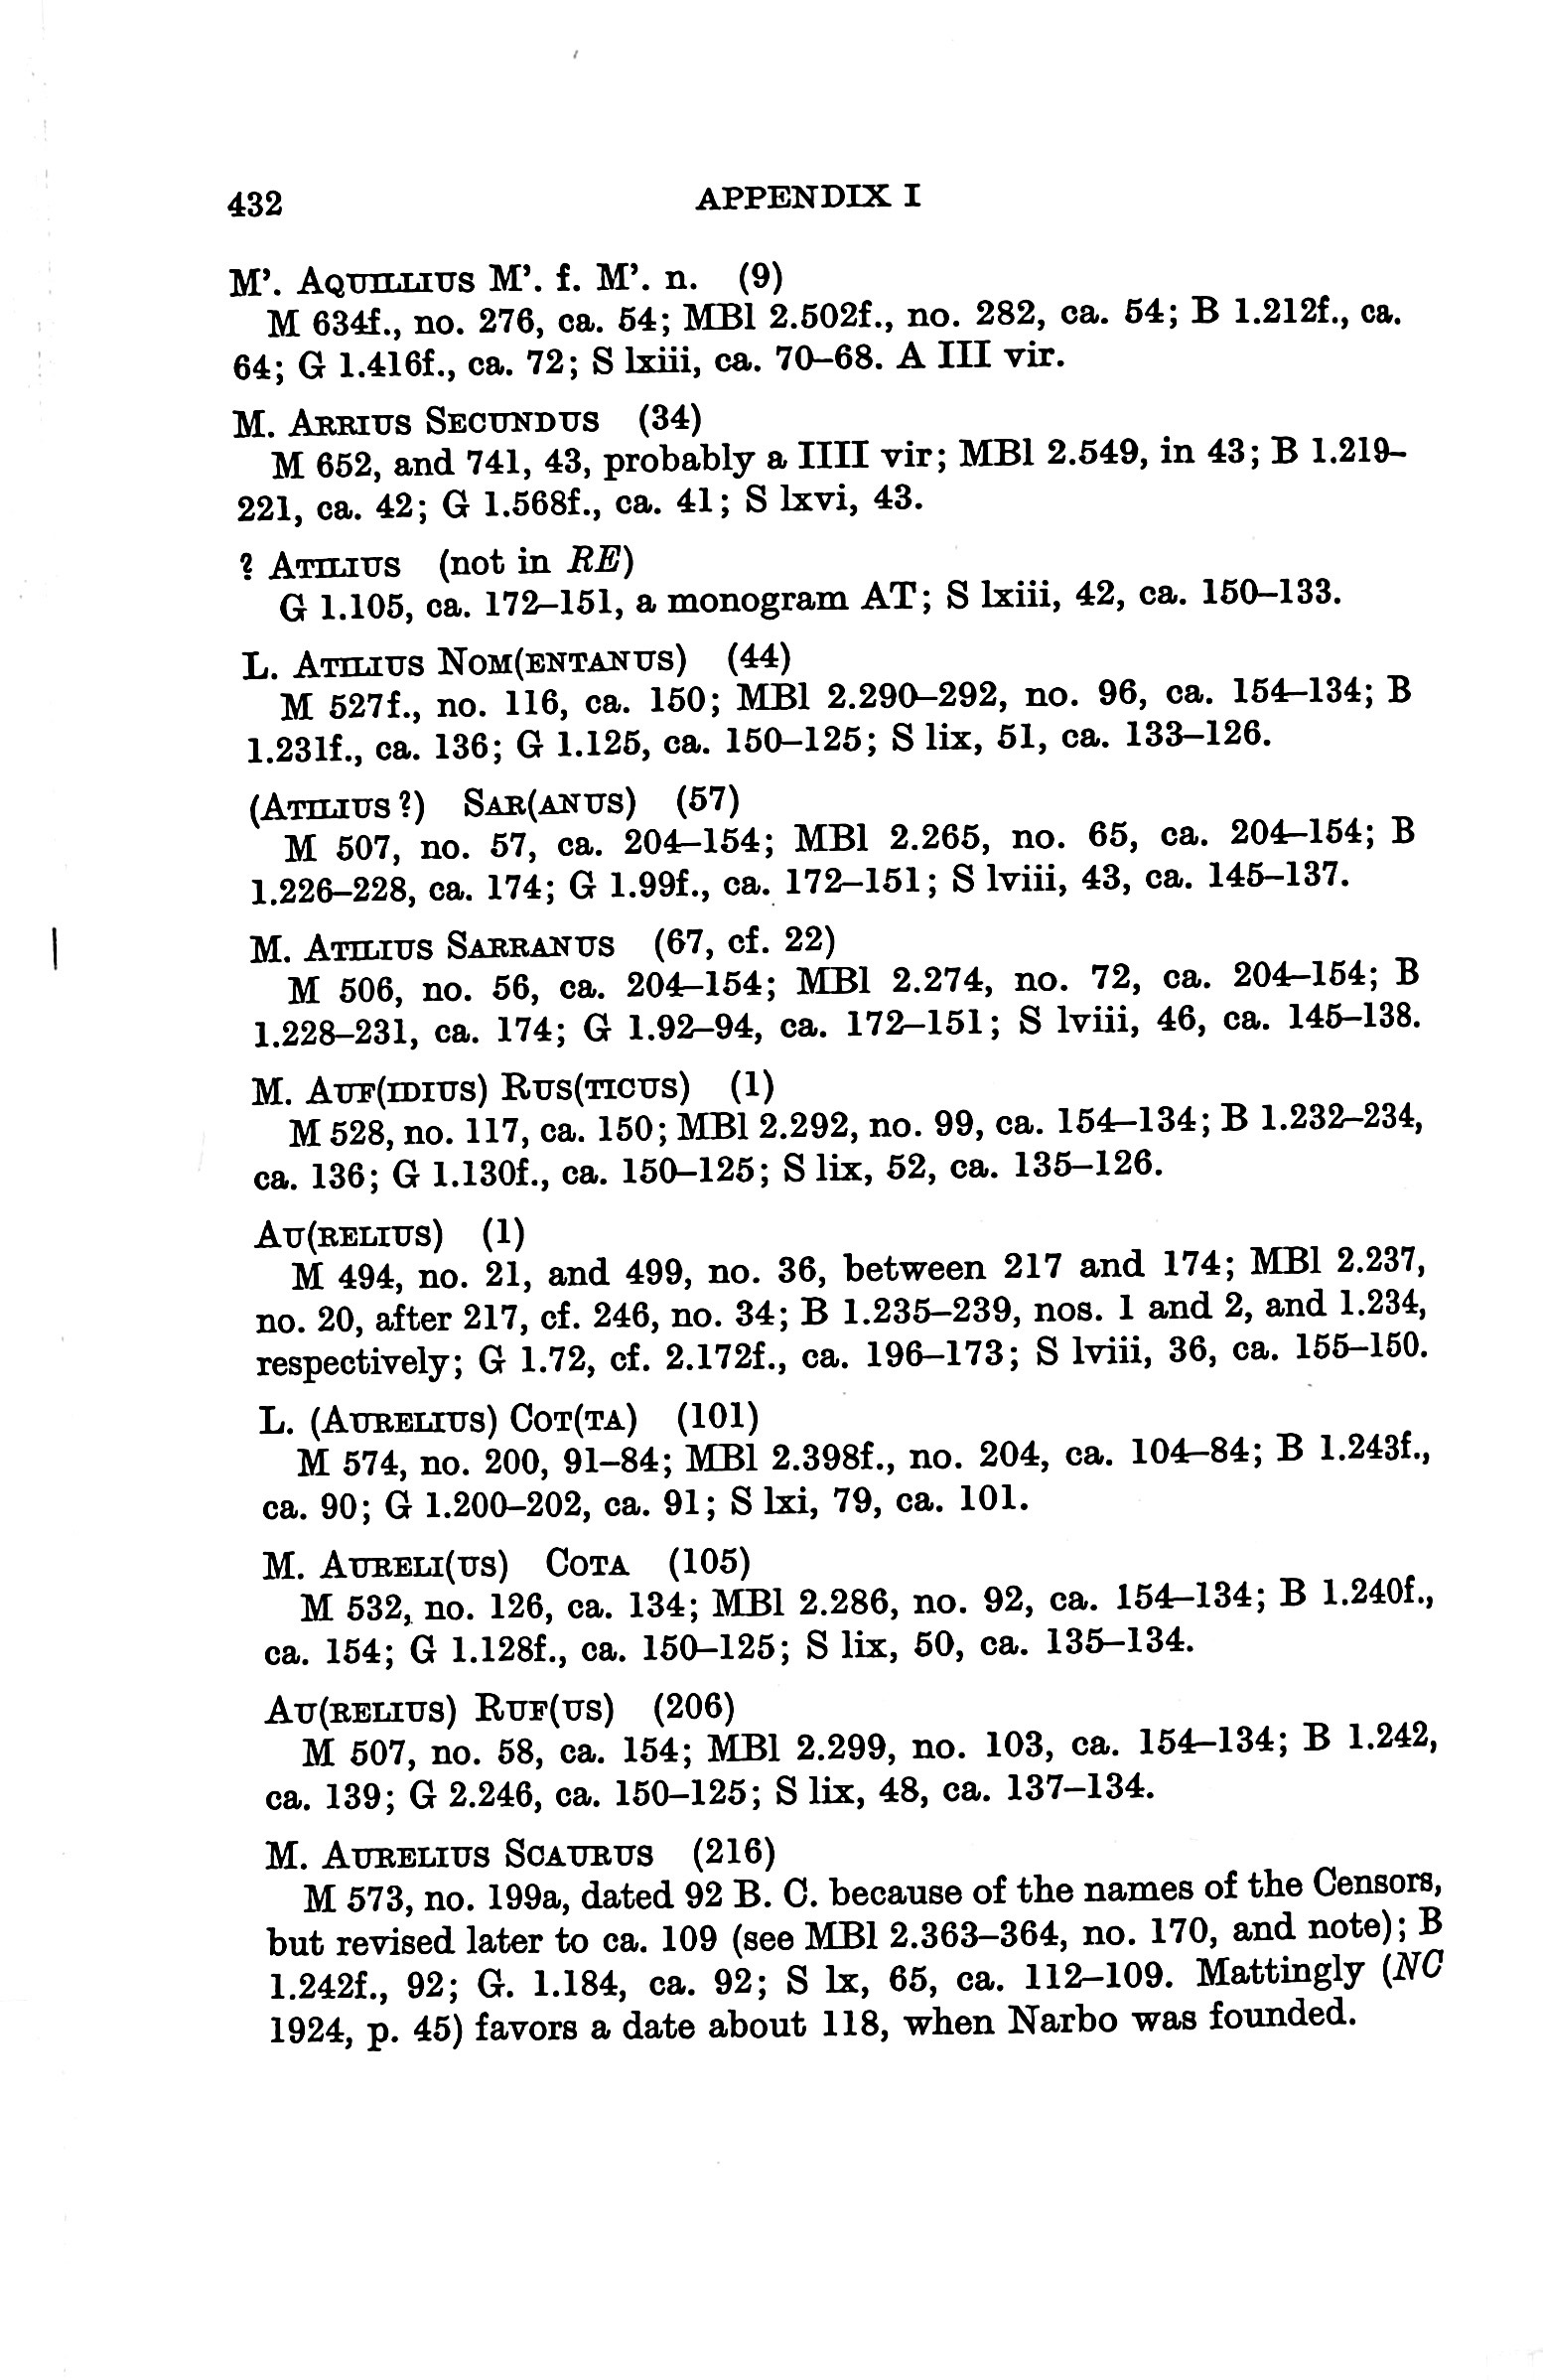 432 APPENDIX I
M’. AQUILLIUS M’. f. M’. n. (9)
M 634f., no. 276, ca. 54; MBl 2.502f., no. 282, ca. 54; B 1.212f., ca.
64; G 1.416f., ca. 72; S lxiii, ca. 70–68. A III vir.
M. ARRIUS SECUNDUS (34)
M 652, and 741, 43, probably a IIII vir; MBl 2.549, in 43; B 1.219–
221, ca. 42; G 1.568f., ca. 41; S lxvi, 43.
? ATILIUS (not in RE)
G 1.105, ca. 172–151, a monogram AT; S lxiii, 42, ca. 150–133.
L. ATILIUS NOM(ENTANUS) (44)
M 527f., no. 116, ca. 150; MBl 2.290–292, no. 96, ca. 154–134; B
1.231f., ca. 136; G 1.125, ca. 150–125; S lix, 51, ca. 133–126.
(ATILIUS?) SAR(ANUS) (57)
M 507, no. 57, ca. 204–154; MBl 2.265, no. 65, ca. 204–154; B
1.226–228, ca. 174; G 1.99f., ca. 172–151; S lviii, 43, ca. 145–137.
M. ATILIUS SARRANUS (67, cf. 22)
M 506, no. 56, ca. 204–154; MBl 2.274, no. 72, ca. 204–154; B
1.228–231, ca. 174; G 1.92–94, ca. 172–151; S lviii, 46, ca. 145–138.
M. AUF(IDIUS) RUS(TICUS) (1)
M 528, no. 117, ca. 150; MBl 2.292, no. 99, ca. 154–134; B 1.232–234,
ca. 136; G 1.130f., ca. 150–125; S lix, 52, ca. 135–126.
AU(RELIUS) (1)
M 494, no. 21, and 499, no. 36, between 217 and 174; MBl 2.237,
no. 20, after 217, cf. 246, no. 34; B 1.235–239, nos. 1 and 2, and 1.234,
respectively; G 1.72, cf. 2.172f., ca. 196–173; S lviii, 36, ca. 155–150.
L. (AURELIUS) COT(TA) (101)
M 574, no. 200, 91–84; MBl 2.398f., no. 204, ca. 104–84; B 1.243f.,
ca. 90; G 1.200–202, ca. 91; S lxi, 79, ca. 101.
M. AURELI(US) COTA (105)
M 532, no. 126, ca. 134; MBl 2.286, no. 92, ca. 154–134; B 1.240f.,
ca. 154; G 1.128f., ca. 150–125; S lix, 50, ca. 135–134.
AU(RELIUS) RUF(US) (206)
M 507, no. 58, ca. 154; MBl 2.299, no. 103, ca. 154–134; B 1.242,
ca. 139; G 2.246, ca. 150–125; S lix, 48, ca. 137–134.
M. AURELIUS SCAURUS (216)
M 573, no. 199a, dated 92 B. C. because of the names of the Censors,
but revised later to ca. 109 (see MBl 2.363–364, no. 170, and note); B
1.242f., 92; G. 1.184, ca. 92; S lx, 65, ca. 112–109. Mattingly (NC
1924, p. 45) favors a date about 118, when Narbo was founded.